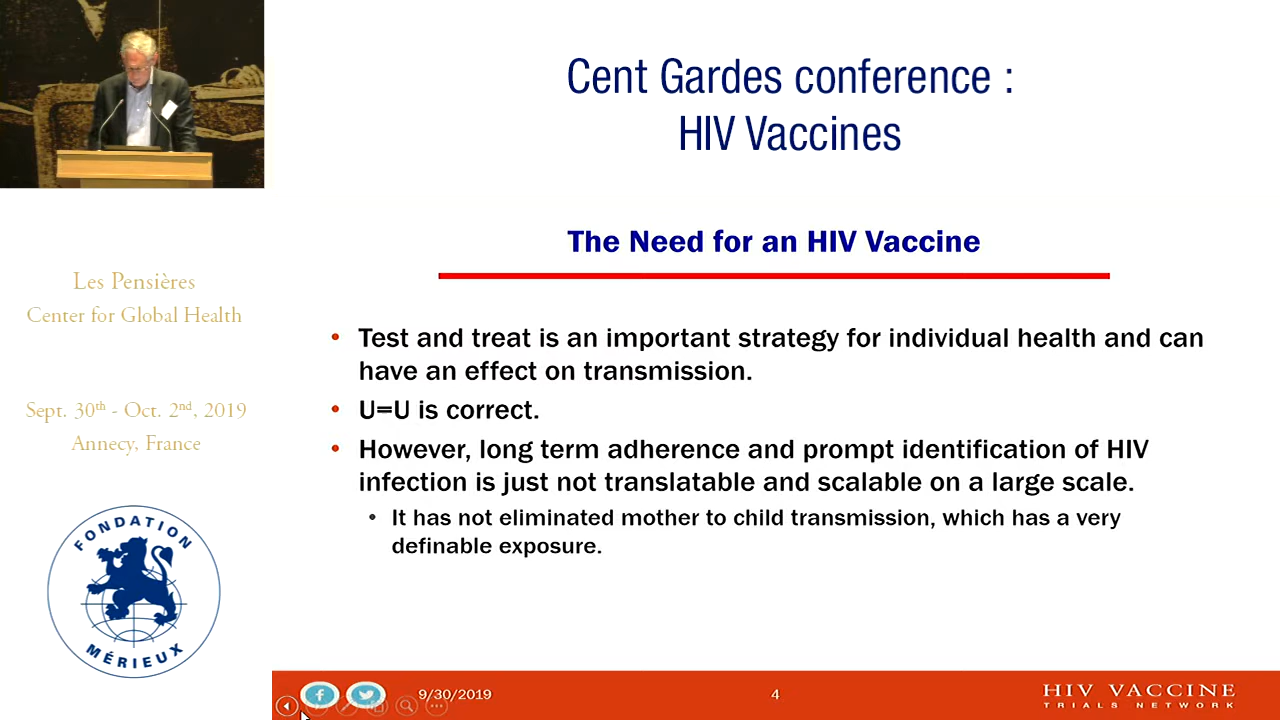 Cent Gardes conference :
HIV Vaccines
Les Pensières
Center for Global Health
Sept. 30th - Oct. 2nd, 2019
Annecy, France
FONDATION
MÉRIEUX
The Need for an HIV Vaccine
• Test and treat is an important strategy for individual health and can
have an effect on transmission.
• U=U is correct.
• However, long term adherence and prompt identification of HIV
infection is just not translatable and scalable on a large scale.
• It has not eliminated mother to child transmission, which has a very
definable exposure.
9/30/2019
4
HIV VACCINE
TRIALS NETWORK